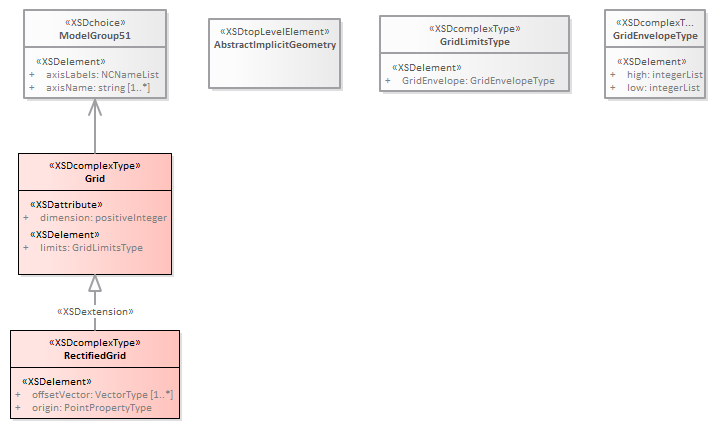 «XSDchoice»
ModelGroup51
«XSDelement»
+ axisLabels: NCNameList
+ axisName: string [1..*]
«XSDtopLevelElement»
AbstractImplicitGeometry
«XSDcomplexType»
GridLimitsType
«XSDelement»
+ GridEnvelope: GridEnvelopeType
«XSDcomplexT...
GridEnvelopeType
«XSDelement»
+ high: integerList
+ low: integerList
«XSDcomplexType»
Grid
«XSDattribute»
+ dimension: positiveInteger
«XSDelement»
+ limits: GridLimitsType
«XSDextension»
«XSDcomplexType»
RectifiedGrid
«XSDelement»
+ offsetVector: VectorType [1..*]
+ origin: PointPropertyType